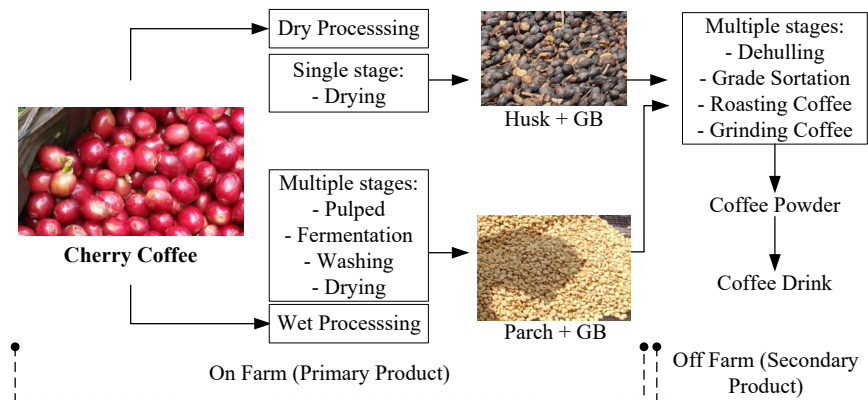 Dry Processsing
Single stage:
- Drying
Husk + GB
Multiple stages:
- Dehulling
- Grade Sortation
- Roasting Coffee
- Grinding Coffee
Cherry Coffee
Multiple stages:
- Pulped
- Fermentation
- Washing
- Drying
Wet Processsing
Parch + GB
Coffee Powder
Coffee Drink
On Farm (Primary Product)
Off Farm (Secondary
Product)